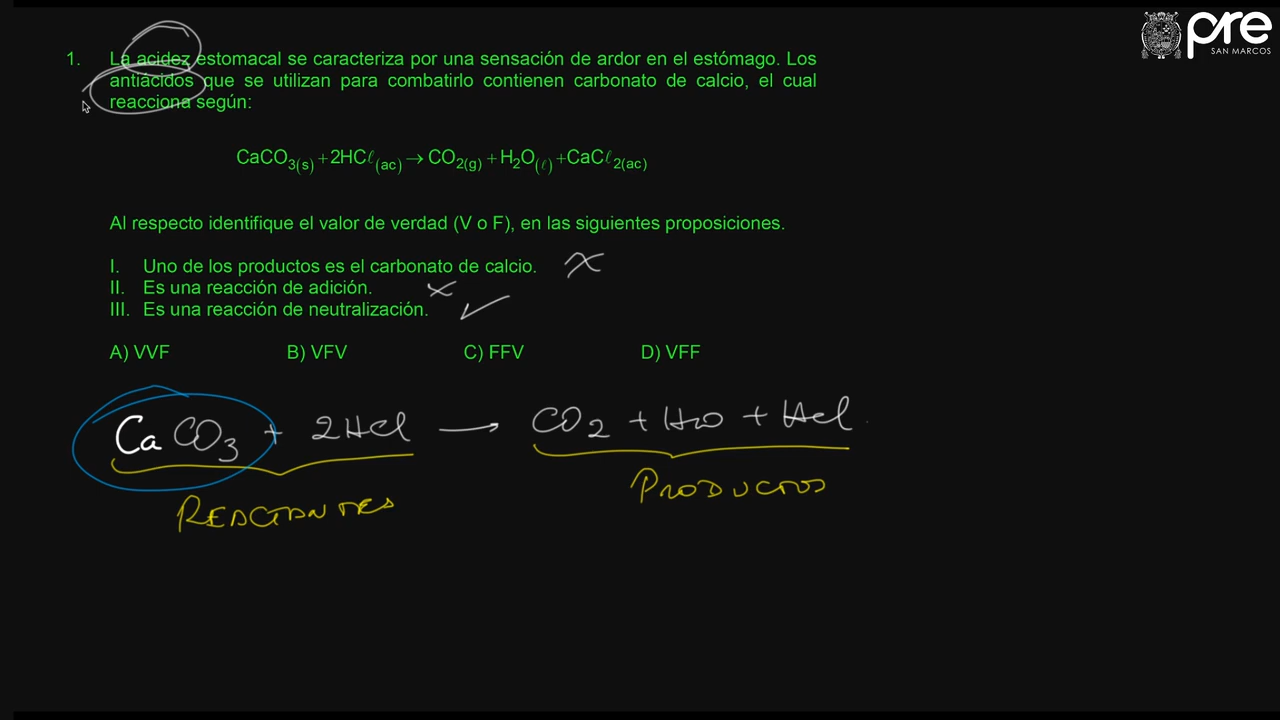 pre
SAN MARCOS
1. La acidez estomacal se caracteriza por una sensación de ardor en el estómago. Los
antiácidos que se utilizan para combatirlo contienen carbonato de calcio, el cual
reacciona según:
CaCO3(s) + 2HCℓ(ac) → CO2(g) + H2O(ℓ) + CaCℓ2(ac)
Al respecto identifique el valor de verdad (V o F), en las siguientes proposiciones.
I. Uno de los productos es el carbonato de calcio.
II. Es una reacción de adición.
III. Es una reacción de neutralización.
A) VVF B) VFV C) FFV D) VFF
CaCO3 + 2HCl → CO2 + H2O + HCl
REACTANTES PRODUCTOS